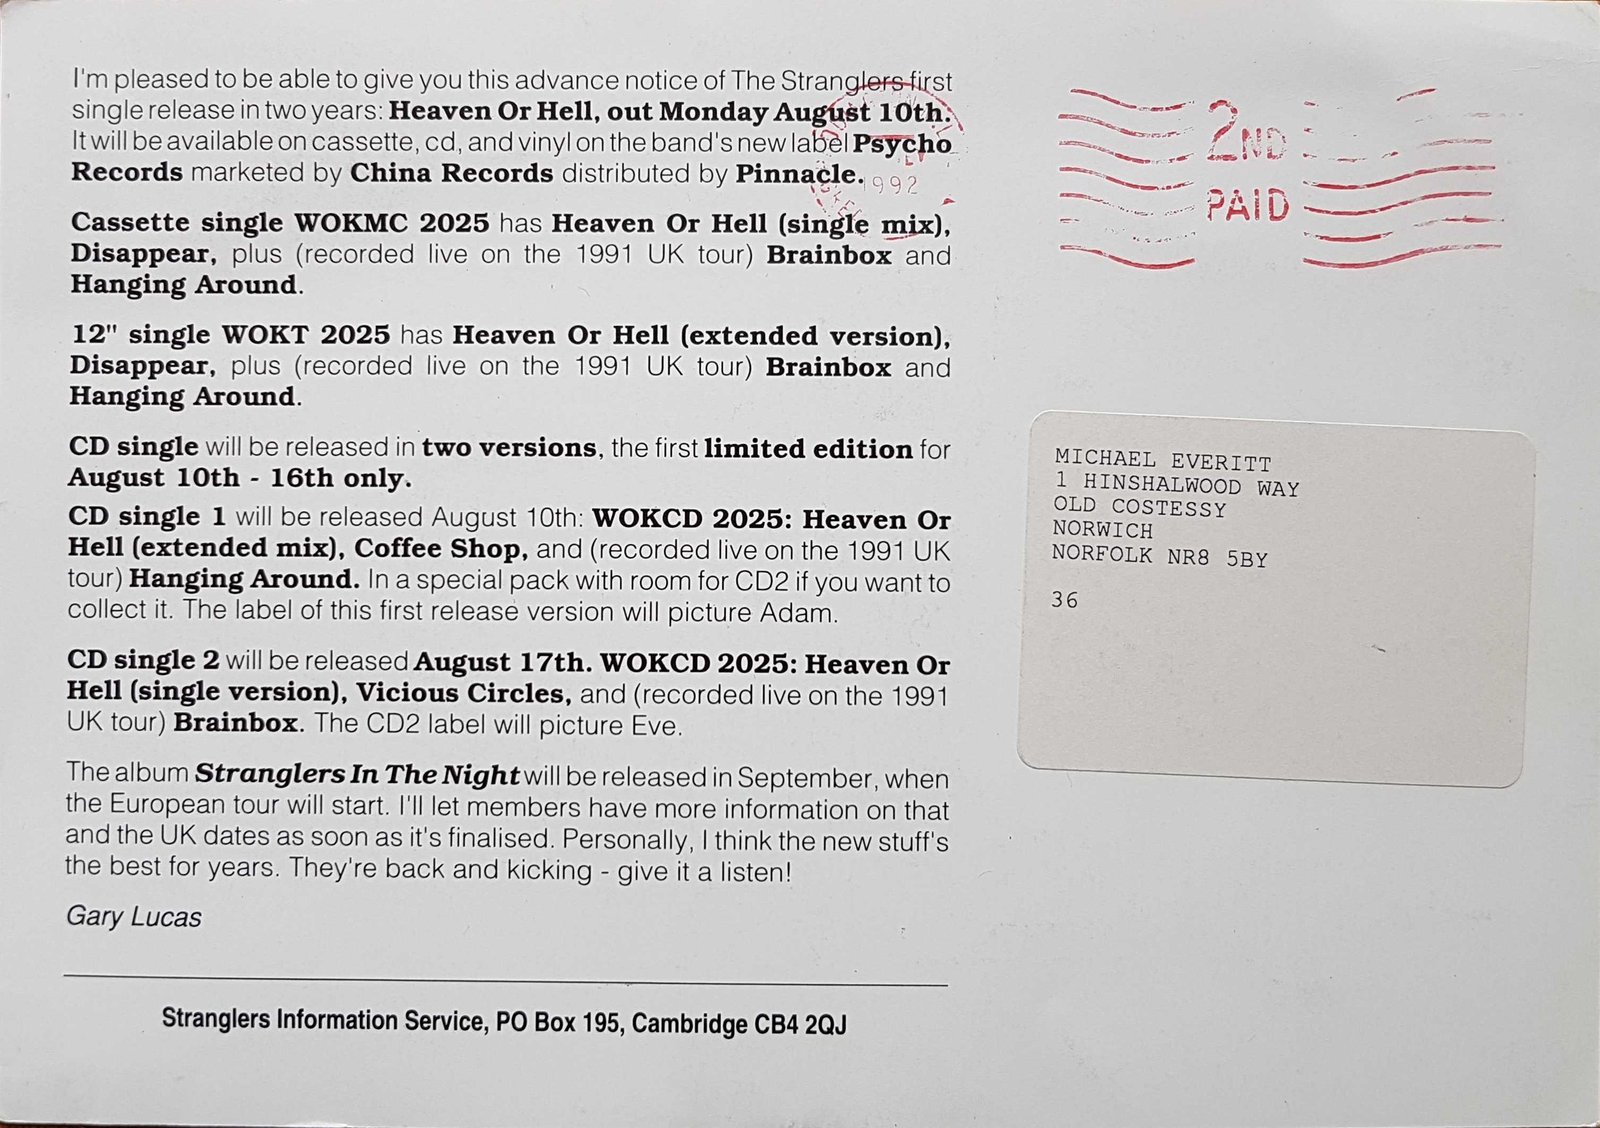 I'm pleased to be able to give you this advance notice of The Stranglers first
single release in two years: Heaven Or Hell, out Monday August 10th.
It will be available on cassette, cd, and vinyl on the band's new label Psycho
Records marketed by China Records distributed by Pinnacle.
Cassette single WOKMC 2025 has Heaven Or Hell (single mix),
Disappear, plus (recorded live on the 1991 UK tour) Brainbox and
Hanging Around.
12" single WOKT 2025 has Heaven Or Hell (extended version),
Disappear, plus (recorded live on the 1991 UK tour) Brainbox and
Hanging Around.
CD single will be released in two versions, the first limited edition for
August 10th - 16th only.
CD single 1 will be released August 10th: WOKCD 2025: Heaven Or
Hell (extended mix), Coffee Shop, and (recorded live on the 1991 UK
tour) Hanging Around. In a special pack with room for CD2 if you want to
collect it. The label of this first release version will picture Adam.
CD single 2 will be released August 17th. WOKCD 2025: Heaven Or
Hell (single version), Vicious Circles, and (recorded live on the 1991
UK tour) Brainbox. The CD2 label will picture Eve.
The album Stranglers In The Night will be released in September, when
the European tour will start. I'll let members have more information on that
and the UK dates as soon as it's finalised. Personally, I think the new stuff's
the best for years. They're back and kicking - give it a listen!
Gary Lucas
Stranglers Information Service, PO Box 195, Cambridge CB4 2QJ
1992
2ND
PAID
MICHAEL EVERITT
1 HINSHALWOOD WAY
OLD COSTESSY
NORWICH
NORFOLK NR8 5BY
36